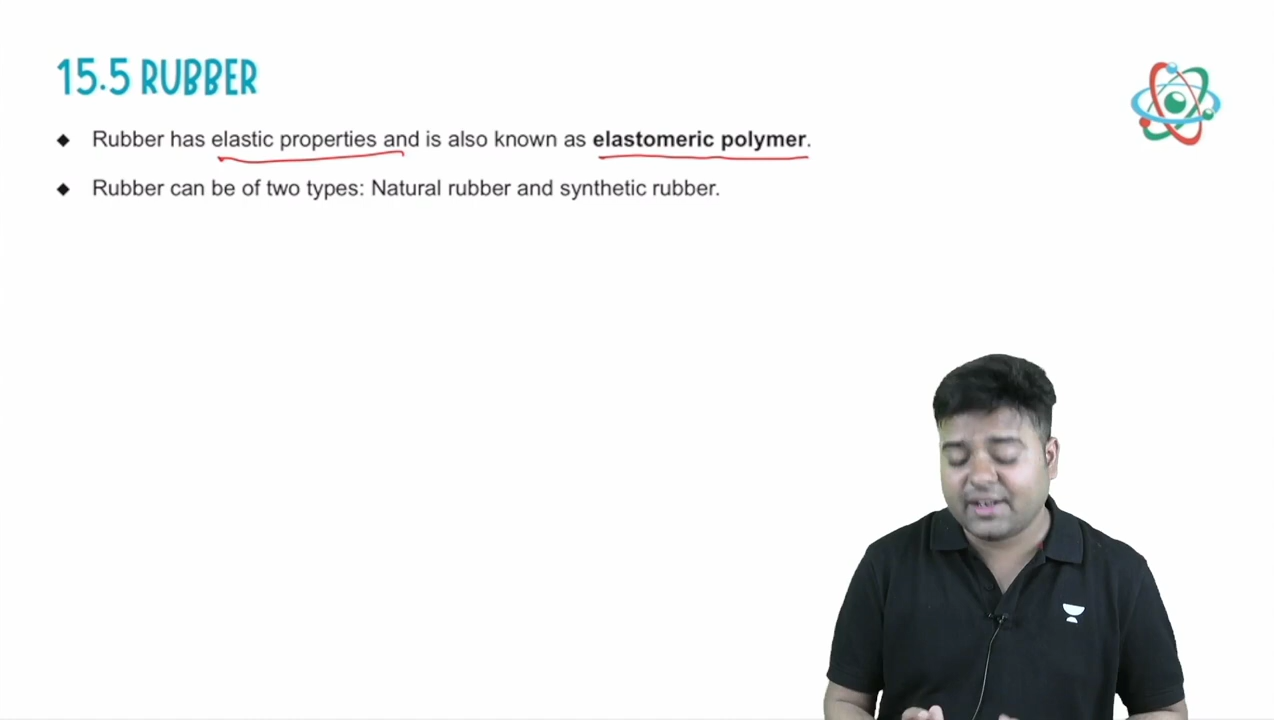 15.5 RUBBER
Rubber has elastic properties and is also known as elastomeric polymer.
Rubber can be of two types: Natural rubber and synthetic rubber.